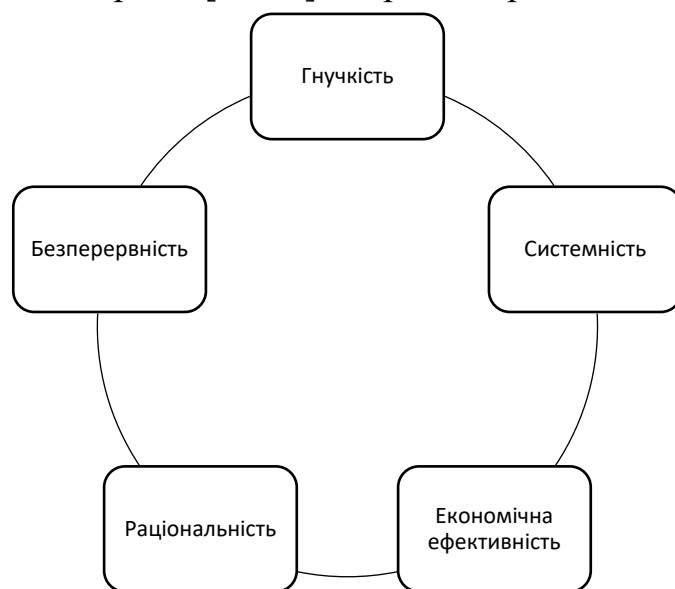 Гнучкість
Безперервність
Системність
Раціональність
Економічна
ефективність